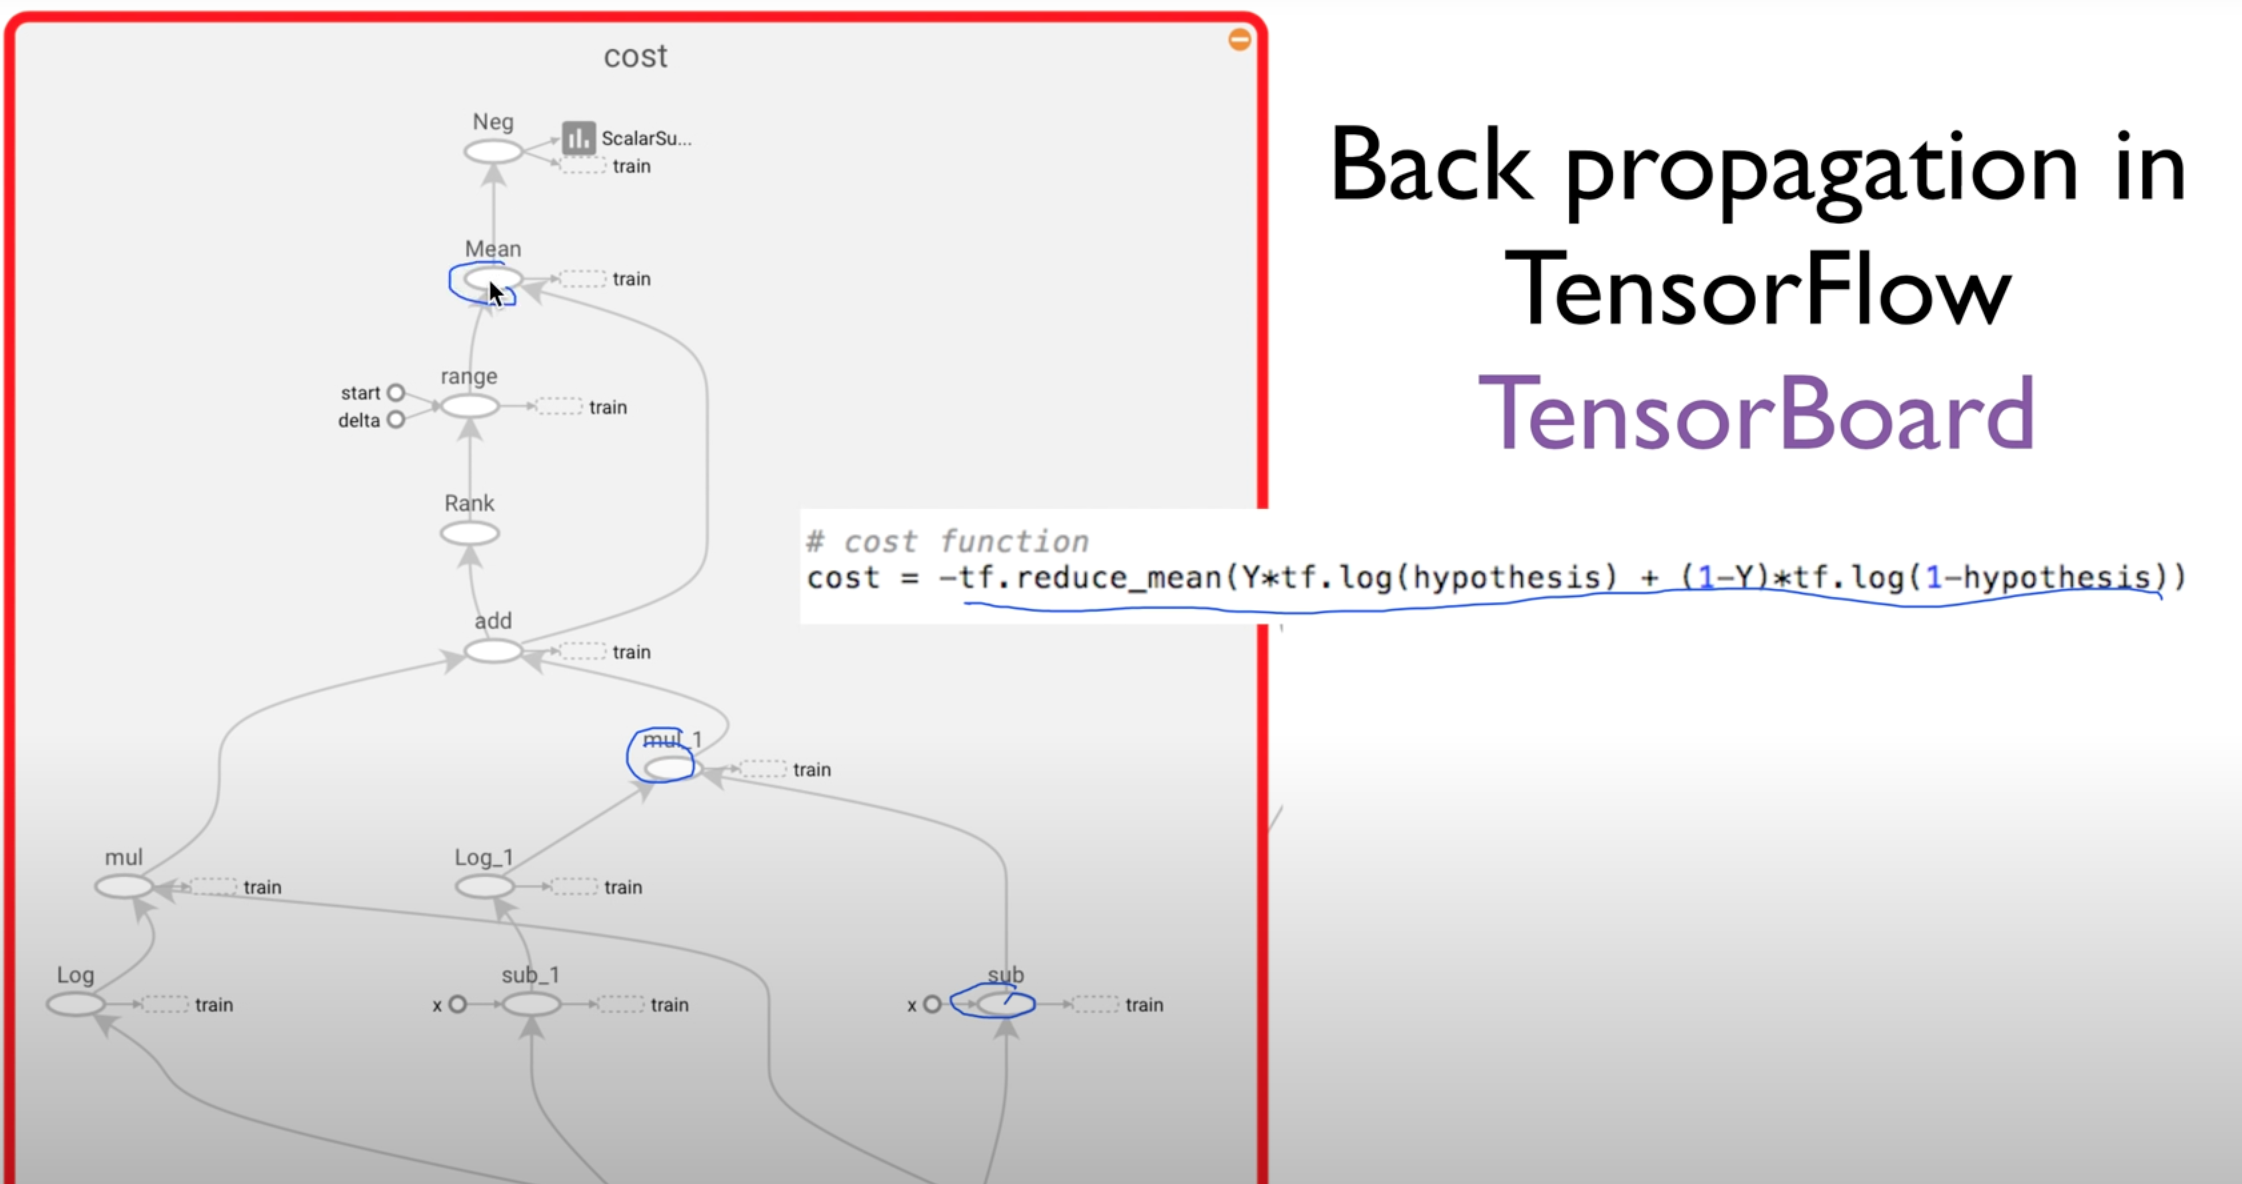 cost
Neg
ScalarSu...
train
Mean
train
range
start
delta
train
Rank
add
train
mul_1
train
mul
train
Log_1
train
Log
train
sub_1
x
train
sub
x
train
Back propagation in
TensorFlow
TensorBoard
# cost function
cost = -tf.reduce_mean(Y*tf.log(hypothesis) + (1-Y)*tf.log(1-hypothesis))